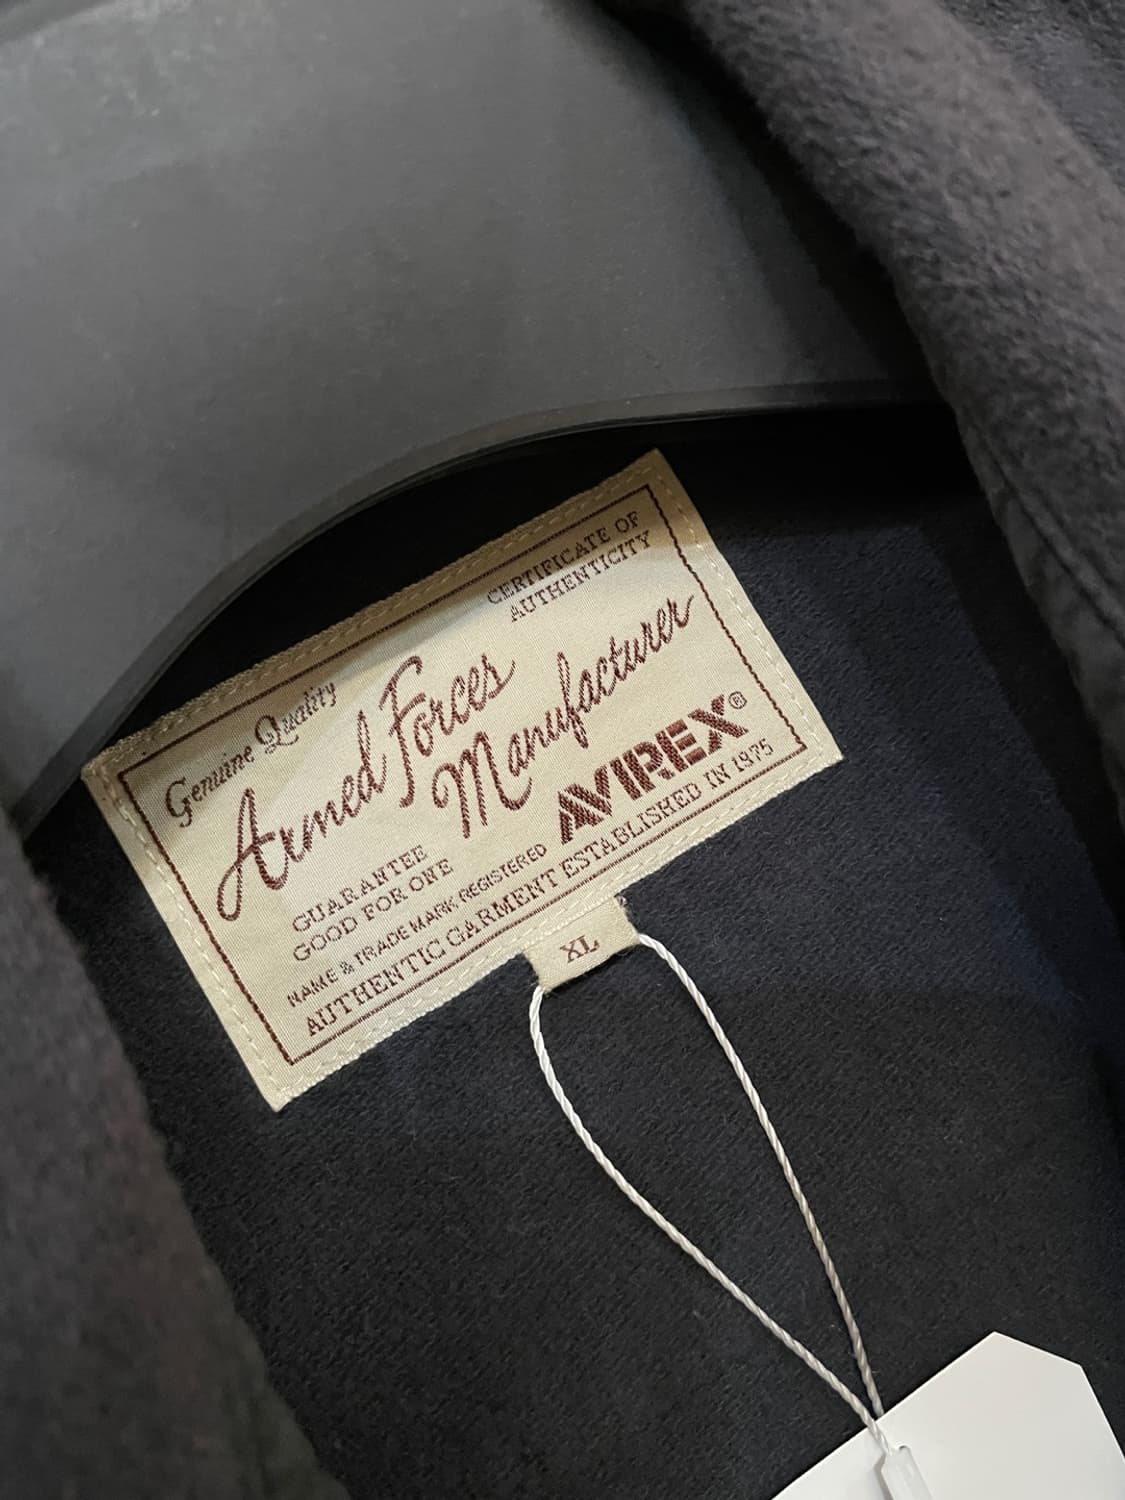 CERTIFICATE OF
AUTHENTICITY
Genuine Quality
Armed Forces
Manufacturer
GUARANTEE
GOOD FOR ONE
AVIREX®
NAME & TRADE MARK REGISTERED
AUTHENTIC GARMENT ESTABLISHED IN 1975
XL